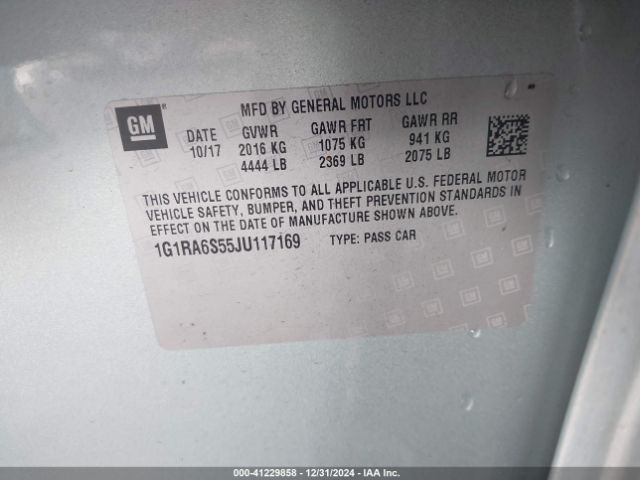 GM ®
MFD BY GENERAL MOTORS LLC
DATE GVWR GAWR FRT GAWR RR
10/17 2016 KG 1075 KG 941 KG
4444 LB 2369 LB 2075 LB
THIS VEHICLE CONFORMS TO ALL APPLICABLE U.S. FEDERAL MOTOR
VEHICLE SAFETY, BUMPER, AND THEFT PREVENTION STANDARDS IN
EFFECT ON THE DATE OF MANUFACTURE SHOWN ABOVE.
1G1RA6S55JU117169 TYPE: PASS CAR
000-41229858 - 12/31/2024 - IAAI.COM